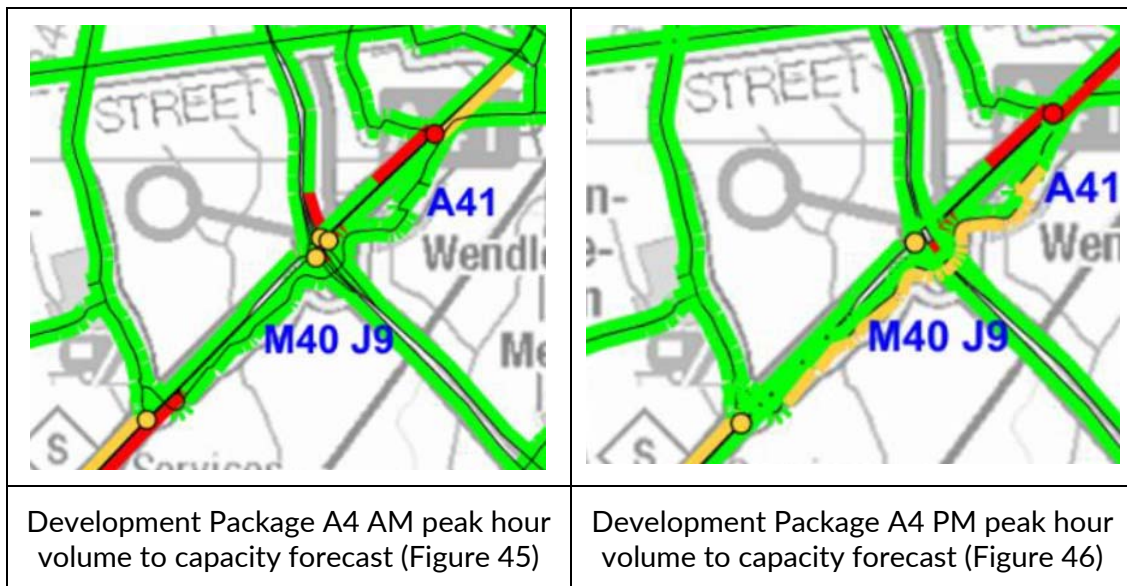 STREET
A41
Wendl
M40 J9
Me
S
Services
STREET
n-
e-
n
A41
Wen
M40 J9
S
Development Package A4 AM peak hour
volume to capacity forecast (Figure 45)
Development Package A4 PM peak hour
volume to capacity forecast (Figure 46)